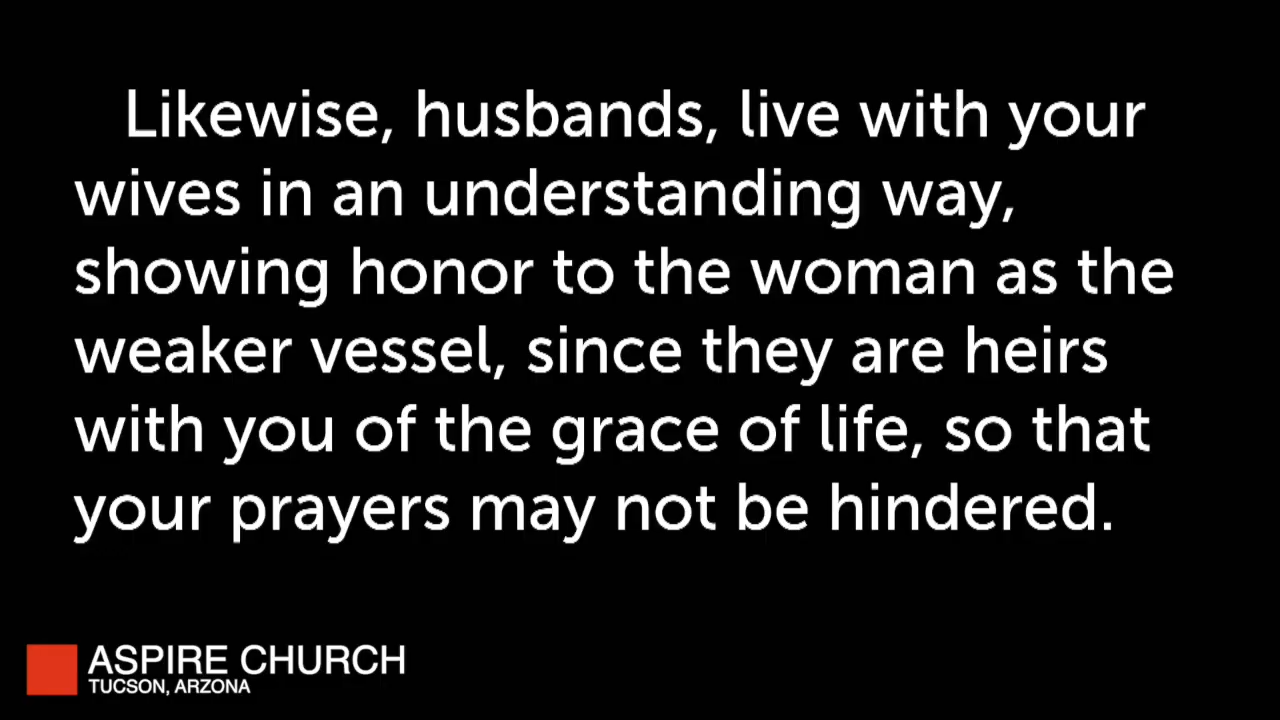 Likewise, husbands, live with your
wives in an understanding way,
showing honor to the woman as the
weaker vessel, since they are heirs
with you of the grace of life, so that
your prayers may not be hindered.
ASPIRE CHURCH
TUCSON, ARZONA